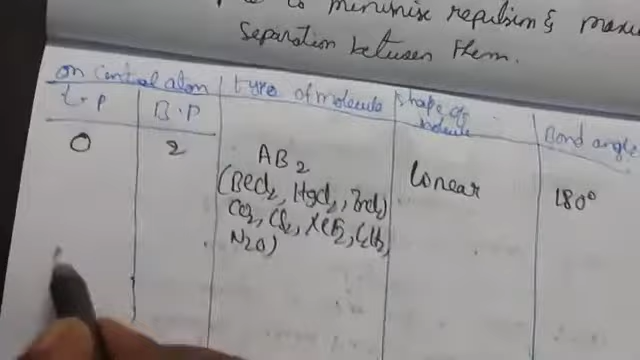 to minimise repulsion & maxi
Separation between them.
on central atom
l.p
B.P
type of molecule
shape of
molecule
Bond angle
0
2
AB2
(BeCl2, HgCl2, ZnCl2)
CO2, CS2, XeF2, C2H2,
N2O)
Linear
180°